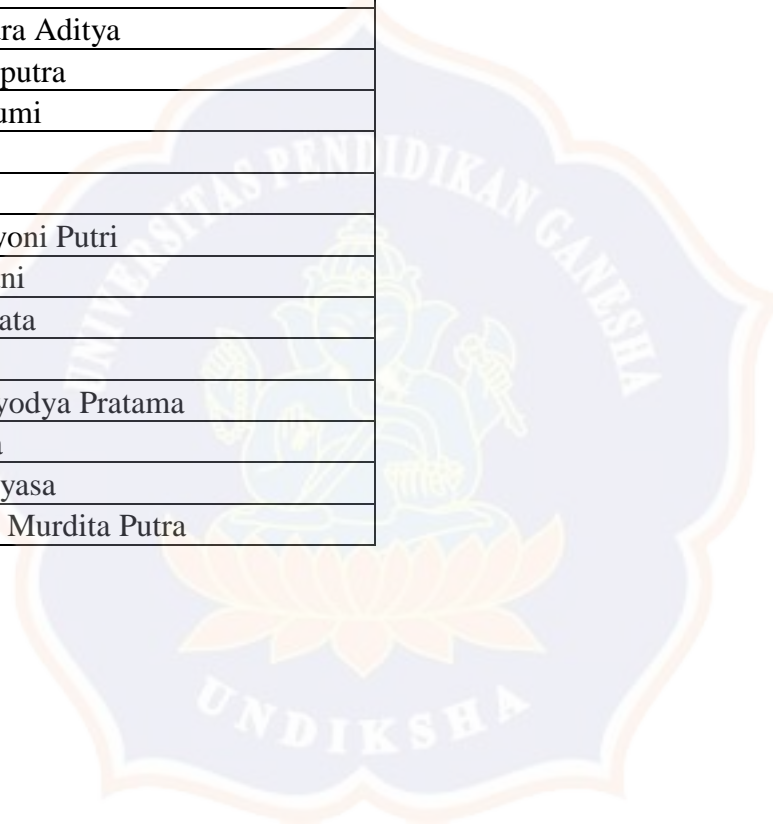 ra Aditya
putra
umi
yoni Putri
ni
ata
yodya Pratama
a
yasa
Murdita Putra
UNIVERSITAS PENDIDIKAN GANESHA
UNDIKSHA